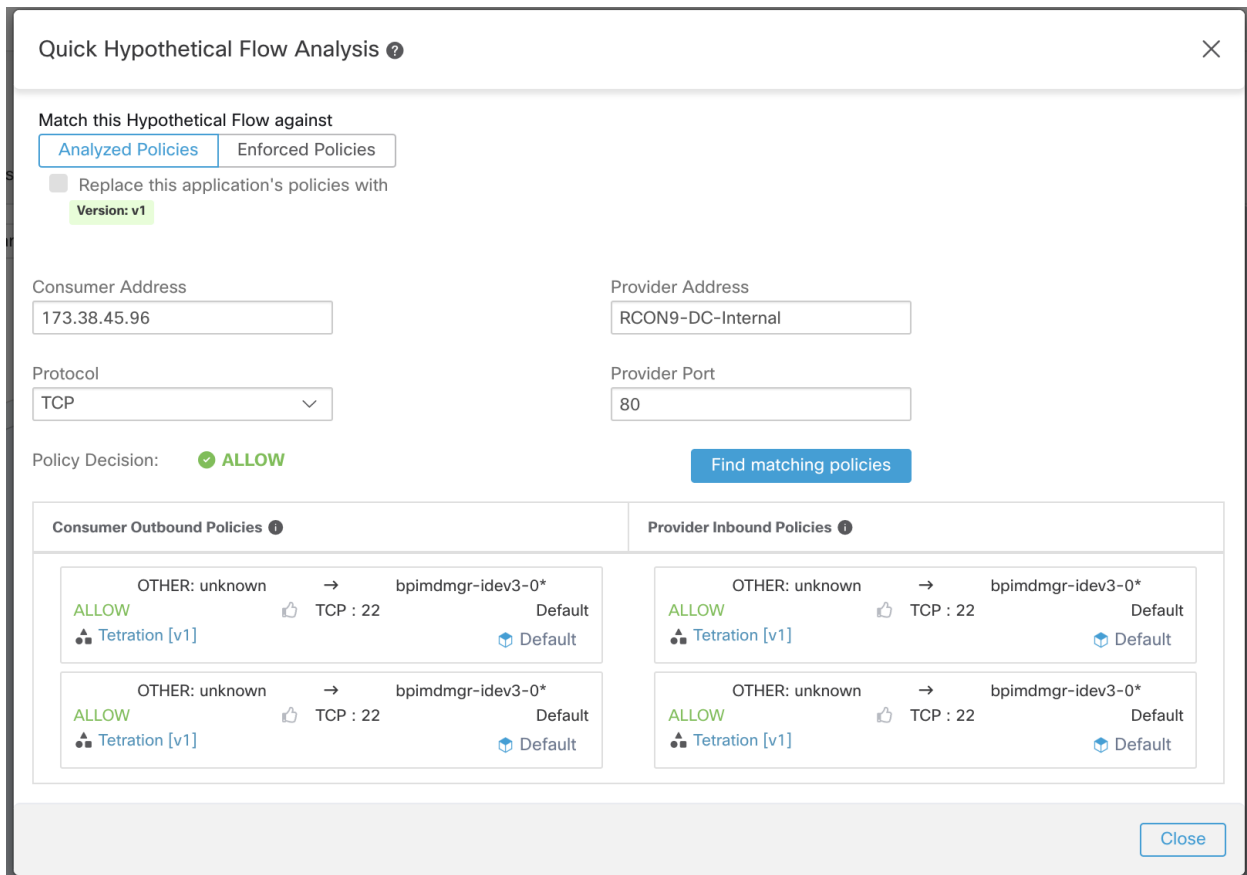 Quick Hypothetical Flow Analysis ?
Match this Hypothetical Flow against
Analyzed Policies Enforced Policies
Replace this application's policies with
Version: v1
Consumer Address Provider Address
173.38.45.96 RCON9-DC-Internal
Protocol Provider Port
TCP 80
Policy Decision: ALLOW Find matching policies
Consumer Outbound Policies i Provider Inbound Policies i
OTHER: unknown → bpimdmgr-idev3-0*
ALLOW TCP : 22 Default
Tetration [v1] Default
OTHER: unknown → bpimdmgr-idev3-0*
ALLOW TCP : 22 Default
Tetration [v1] Default
OTHER: unknown → bpimdmgr-idev3-0*
ALLOW TCP : 22 Default
Tetration [v1] Default
OTHER: unknown → bpimdmgr-idev3-0*
ALLOW TCP : 22 Default
Tetration [v1] Default
Close